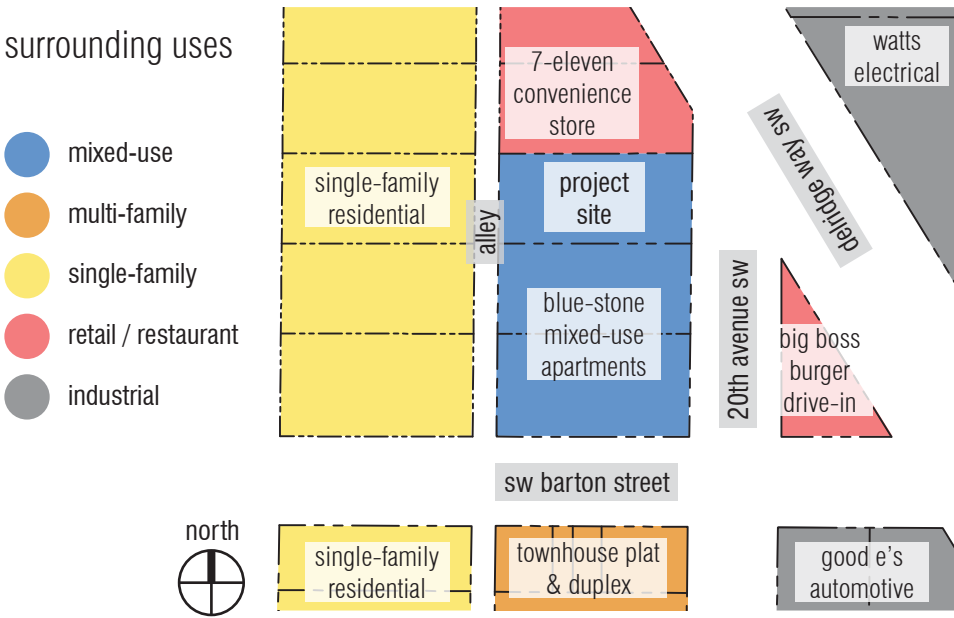 surrounding uses
mixed-use
multi-family
single-family
retail / restaurant
industrial
north
single-family
residential
alley
7-eleven
convenience
store
project
site
blue-stone
mixed-use
apartments
watts
electrical
delridge way sw
20th avenue sw
big boss
burger
drive-in
sw barton street
single-family
residential
townhouse plat
& duplex
good e's
automotive